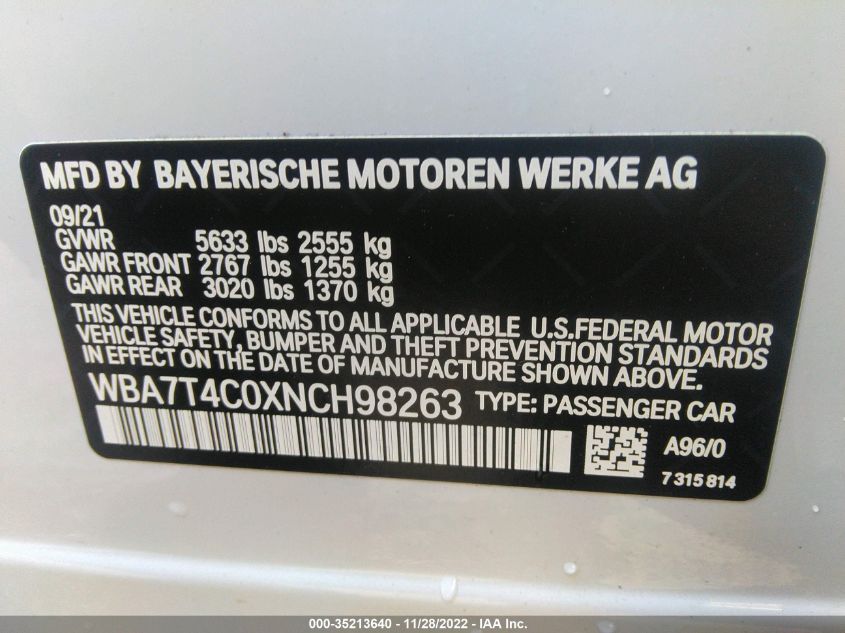 MFD BY BAYERISCHE MOTOREN WERKE AG
09/21
GVWR 5633 lbs 2555 kg
GAWR FRONT 2767 lbs 1255 kg
GAWR REAR 3020 lbs 1370 kg
THIS VEHICLE CONFORMS TO ALL APPLICABLE U.S.FEDERAL MOTOR
VEHICLE SAFETY, BUMPER AND THEFT PREVENTION STANDARDS
IN EFFECT ON THE DATE OF MANUFACTURE SHOWN ABOVE.
WBA7T4C0XNCH98263 TYPE: PASSENGER CAR
A96/0
7 315 814
000-35213640 - 11/28/2022 - IAA Inc.